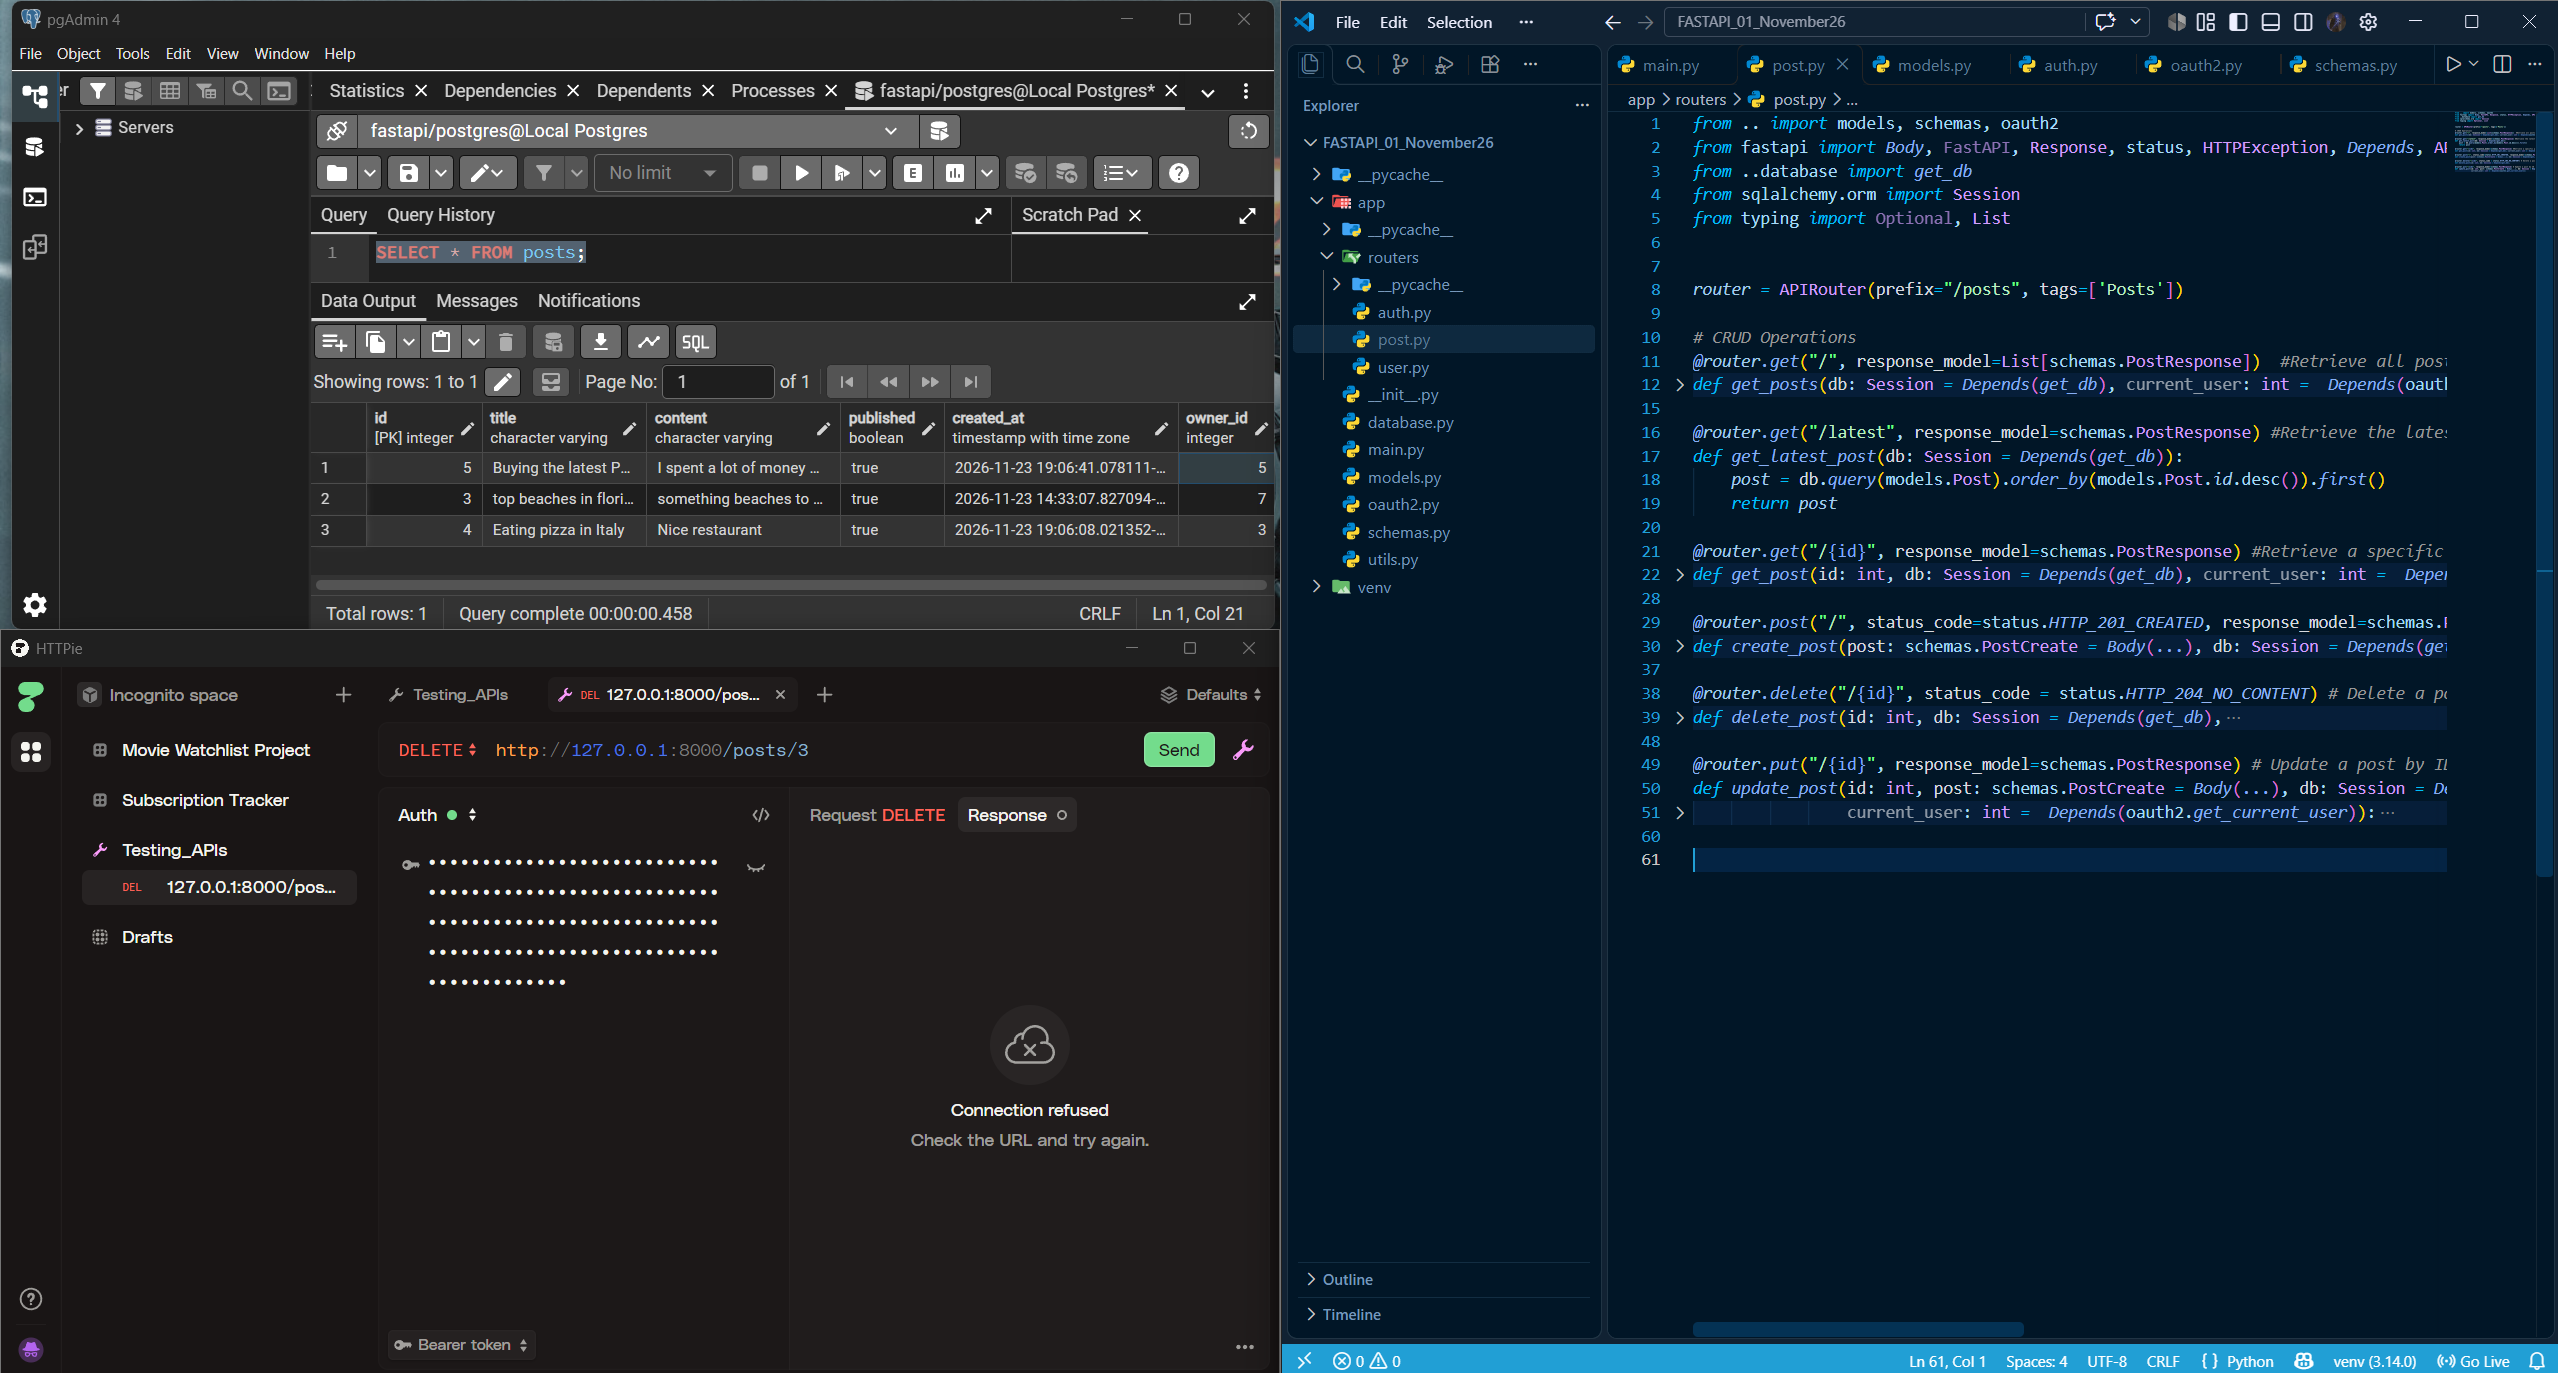 pgAdmin 4
File Object Tools Edit View Window Help
Statistics Dependencies Dependents Processes fastapi/postgres@Local Postgres*
Servers
fastapi/postgres@Local Postgres
No limit
Query Query History Scratch Pad
1 SELECT * FROM posts;
Data Output Messages Notifications
SQL
Showing rows: 1 to 1 Page No: 1 of 1
id title content published created_at owner_id
[PK] integer character varying character varying boolean timestamp with time zone integer
1 5 Buying the latest P... I spent a lot of money ... true 2026-11-23 19:06:41.078111-... 5
2 3 top beaches in flori... something beaches to ... true 2026-11-23 14:33:07.827094-... 7
3 4 Eating pizza in Italy Nice restaurant true 2026-11-23 19:06:08.021352-... 3
Total rows: 1 Query complete 00:00:00.458 CRLF Ln 1, Col 21
HTTPie
Incognito space
Testing_APIs DEL 127.0.0.1:8000/pos... Defaults
Movie Watchlist Project
Subscription Tracker
Testing_APIs
DEL 127.0.0.1:8000/pos...
Drafts
DELETE http://127.0.0.1:8000/posts/3 Send
Auth
Request DELETE Response
Connection refused
Check the URL and try again.
Bearer token
File Edit Selection ... FASTAPI_01_November26
main.py post.py models.py auth.py oauth2.py schemas.py
Explorer
FASTAPI_01_November26
__pycache__
app
__pycache__
routers
__pycache__
auth.py
post.py
user.py
__init__.py
database.py
main.py
models.py
oauth2.py
schemas.py
utils.py
venv
Outline
Timeline
app > routers > post.py > ...
1 from .. import models, schemas, oauth2
2 from fastapi import Body, FastAPI, Response, status, HTTPException, Depends, AP
3 from ..database import get_db
4 from sqlalchemy.orm import Session
5 from typing import Optional, List
6
7
8 router = APIRouter(prefix="/posts", tags=['Posts'])
9
10 # CRUD Operations
11 @router.get("/", response_model=List[schemas.PostResponse]) #Retrieve all post
12 def get_posts(db: Session = Depends(get_db), current_user: int = Depends(oauth
15
16 @router.get("/latest", response_model=schemas.PostResponse) #Retrieve the lates
17 def get_latest_post(db: Session = Depends(get_db)):
18 post = db.query(models.Post).order_by(models.Post.id.desc()).first()
19 return post
20
21 @router.get("/{id}", response_model=schemas.PostResponse) #Retrieve a specific
22 def get_post(id: int, db: Session = Depends(get_db), current_user: int = Depen
28
29 @router.post("/", status_code=status.HTTP_201_CREATED, response_model=schemas.P
30 def create_post(post: schemas.PostCreate = Body(...), db: Session = Depends(get
37
38 @router.delete("/{id}", status_code = status.HTTP_204_NO_CONTENT) # Delete a po
39 def delete_post(id: int, db: Session = Depends(get_db), ...
48
49 @router.put("/{id}", response_model=schemas.PostResponse) # Update a post by ID
50 def update_post(id: int, post: schemas.PostCreate = Body(...), db: Session = De
51 current_user: int = Depends(oauth2.get_current_user)): ...
60
61
0 0 Ln 61, Col 1 Spaces: 4 UTF-8 CRLF { } Python venv (3.14.0) Go Live